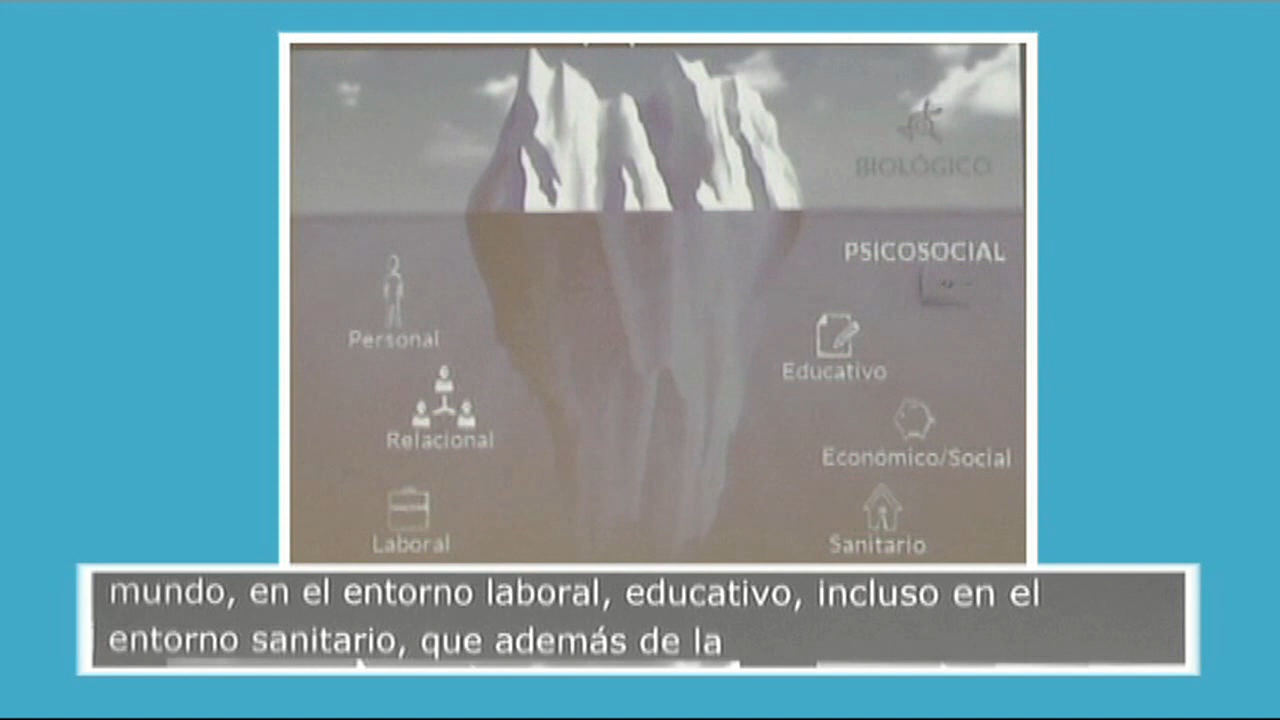 BIOLÓGICO
PSICOSOCIAL
Personal
Educativo
Relacional
Económico/Social
Laboral
Sanitario
mundo, en el entorno laboral, educativo, incluso en el
entorno sanitario, que además de la